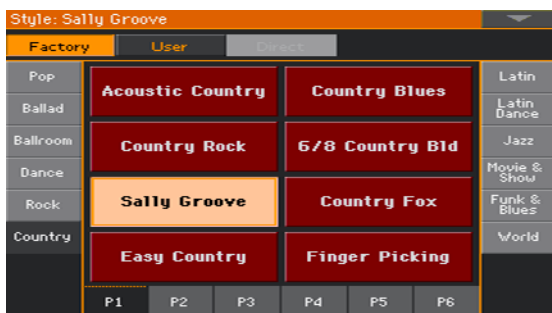 Style: Sally Groove
Factory User Direct
Pop
Ballad
Ballroom
Dance
Rock
Country
Acoustic Country Country Blues
Country Rock 6/8 Country Bld
Sally Groove Country Fox
Easy Country Finger Picking
Latin
Latin
Dance
Jazz
Movie &
Show
Funk &
Blues
World
P1 P2 P3 P4 P5 P6